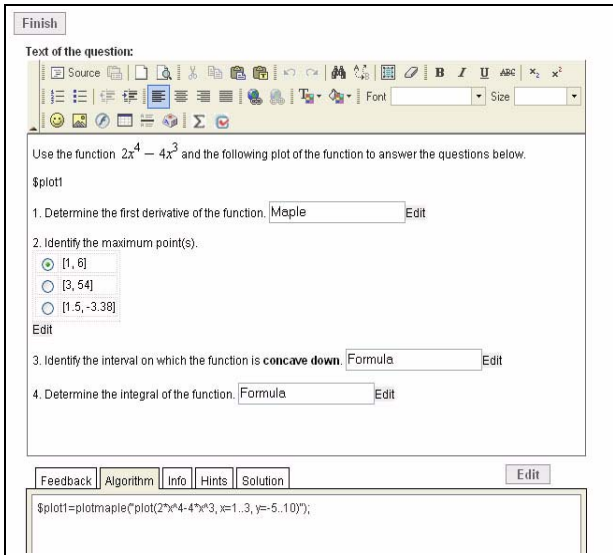 Finish
Text of the question:
Source B I U ABC x₂ x²
Font Size
Use the function 2x⁴ − 4x³ and the following plot of the function to answer the questions below.
$plot1
1. Determine the first derivative of the function. Maple Edit
2. Identify the maximum point(s).
[1, 6]
[3, 54]
[1.5, -3.38]
Edit
3. Identify the interval on which the function is concave down. Formula Edit
4. Determine the integral of the function. Formula Edit
Feedback Algorithm Info Hints Solution Edit
$plot1=plotmaple("plot(2*x^4-4*x^3, x=1..3, y=-5..10)");